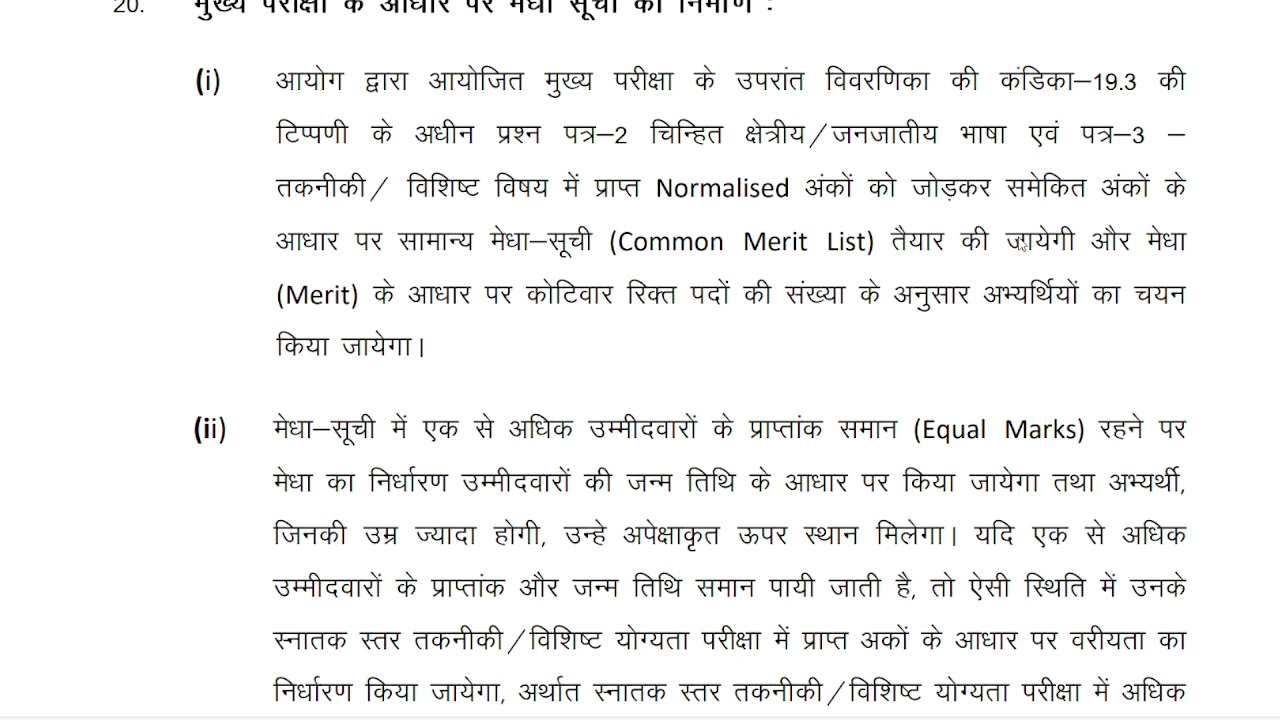 20. मुख्य परीक्षा के आधार पर मेधा सूची का निर्माण :
(i) आयोग द्वारा आयोजित मुख्य परीक्षा के उपरांत विवरणिका की कंडिका–19.3 की
टिप्पणी के अधीन प्रश्न पत्र–2 चिन्हित क्षेत्रीय/जनजातीय भाषा एवं पत्र–3 –
तकनीकी/ विशिष्ट विषय में प्राप्त Normalised अंकों को जोड़कर समेकित अंकों के
आधार पर सामान्य मेधा–सूची (Common Merit List) तैयार की जायेगी और मेधा
(Merit) के आधार पर कोटिवार रिक्त पदों की संख्या के अनुसार अभ्यर्थियों का चयन
किया जायेगा।
(ii) मेधा–सूची में एक से अधिक उम्मीदवारों के प्राप्तांक समान (Equal Marks) रहने पर
मेधा का निर्धारण उम्मीदवारों की जन्म तिथि के आधार पर किया जायेगा तथा अभ्यर्थी,
जिनकी उम्र ज्यादा होगी, उन्हे अपेक्षाकृत ऊपर स्थान मिलेगा। यदि एक से अधिक
उम्मीदवारों के प्राप्तांक और जन्म तिथि समान पायी जाती है, तो ऐसी स्थिति में उनके
स्नातक स्तर तकनीकी/विशिष्ट योग्यता परीक्षा में प्राप्त अकों के आधार पर वरीयता का
निर्धारण किया जायेगा, अर्थात स्नातक स्तर तकनीकी/विशिष्ट योग्यता परीक्षा में अधिक